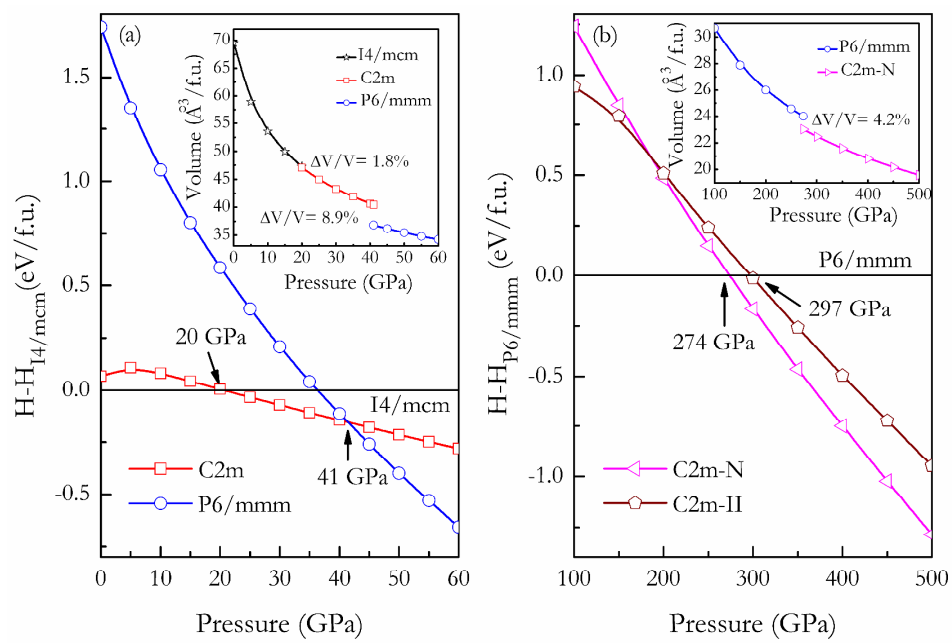 (a)
H-H_I4/mcm (eV/f.u.)
1.5
1.0
0.5
0.0
-0.5
0 10 20 30 40 50 60
Pressure (GPa)
20 GPa
41 GPa
I4/mcm
C2m
P6/mmm
Volume (Å³/f.u.)
70
65
60
55
50
45
40
35
0 10 20 30 40 50 60
Pressure (GPa)
I4/mcm
C2m
P6/mmm
ΔV/V= 1.8%
ΔV/V= 8.9%
(b)
H-H_P6/mmm (eV/f.u.)
1.0
0.5
0.0
-0.5
-1.0
100 200 300 400 500
Pressure (GPa)
P6/mmm
274 GPa
297 GPa
C2m-N
C2m-II
Volume (Å³/f.u.)
30
28
26
24
22
20
100 200 300 400 500
Pressure (GPa)
P6/mmm
C2m-N
ΔV/V= 4.2%